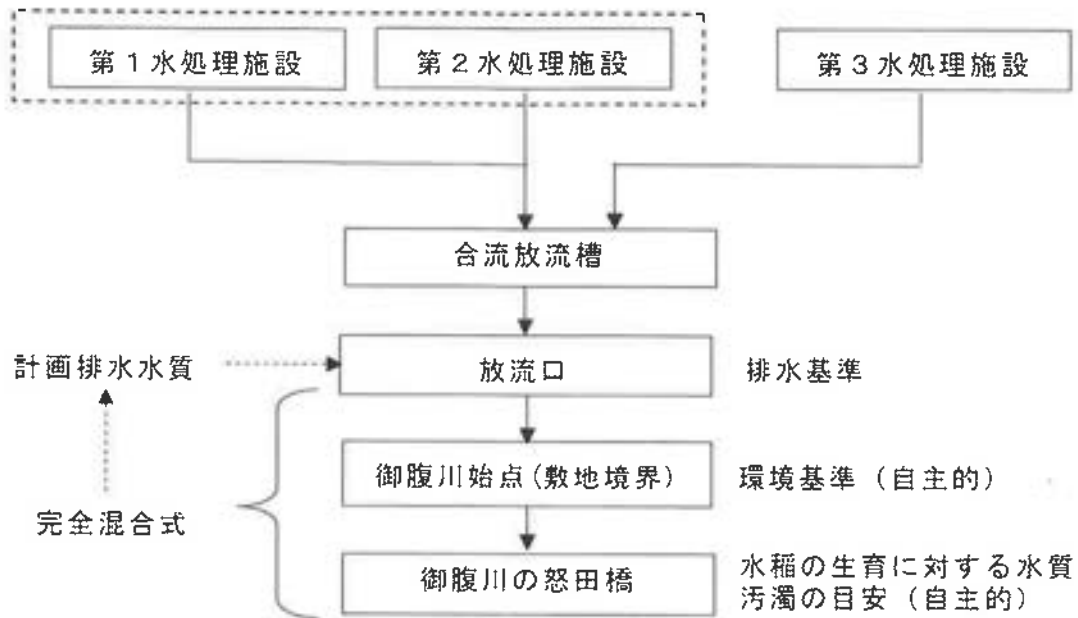 第1水処理施設
第2水処理施設
第3水処理施設
合流放流槽
計画排水水質
放流口
排水基準
御腹川始点(敷地境界)
環境基準(自主的)
完全混合式
御腹川の怒田橋
水稲の生育に対する水質
汚濁の目安(自主的)